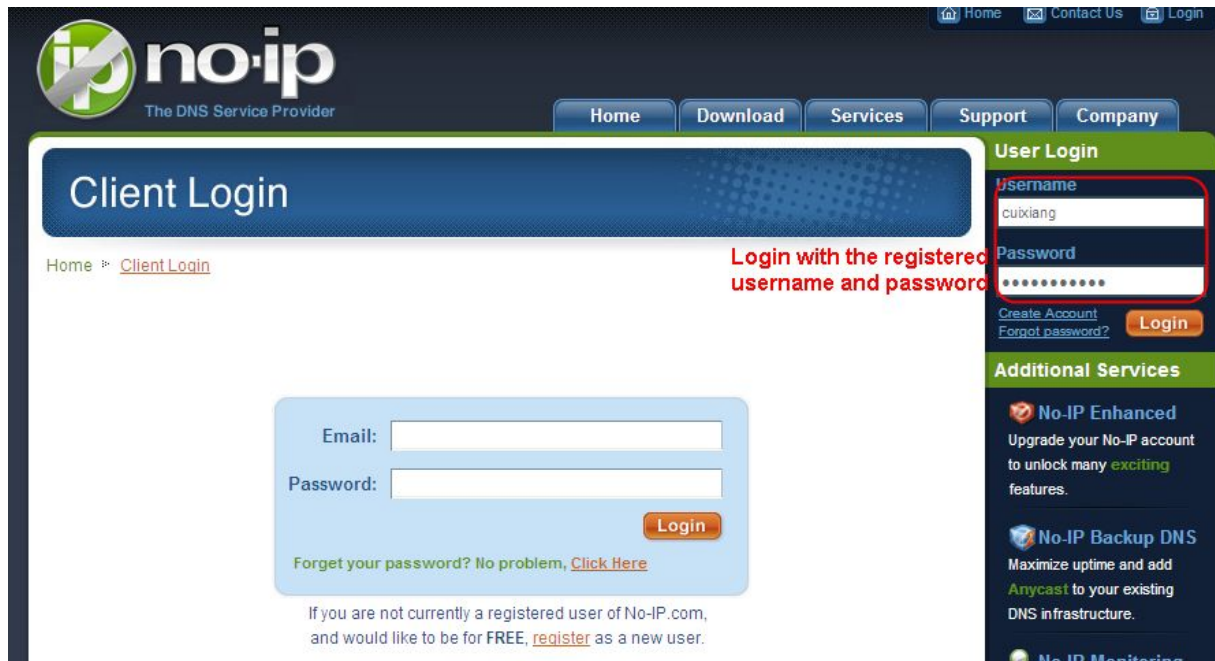 Home Contact Us Login
ip no·ip
The DNS Service Provider
Home Download Services Support Company
Client Login
Home Client Login
Login with the registered
username and password
Email:
Password:
Login
Forget your password? No problem, Click Here
If you are not currently a registered user of No-IP.com,
and would like to be for FREE, register as a new user.
User Login
Username
cuixiang
Password
•••••••••••
Create Account
Forgot password?
Login
Additional Services
No-IP Enhanced
Upgrade your No-IP account
to unlock many exciting
features.
No-IP Backup DNS
Maximize uptime and add
Anycast to your existing
DNS infrastructure.
No-IP Monitoring